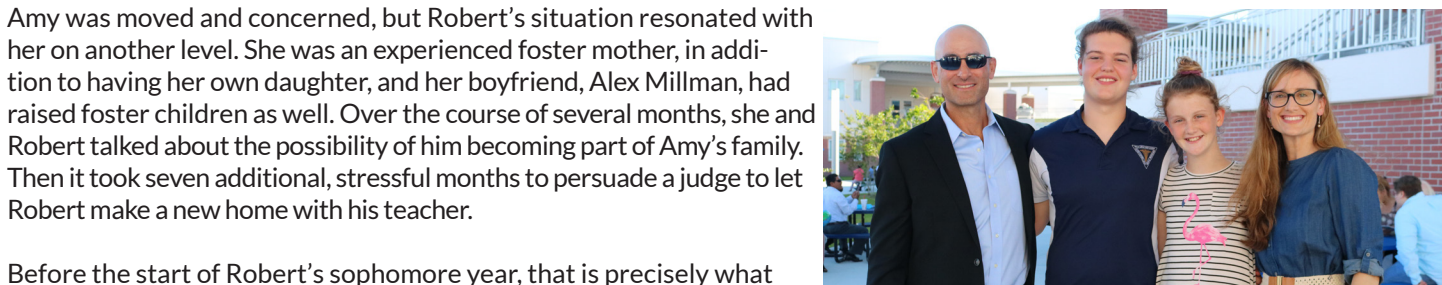 Amy was moved and concerned, but Robert’s situation resonated with
her on another level. She was an experienced foster mother, in addi-
tion to having her own daughter, and her boyfriend, Alex Millman, had
raised foster children as well. Over the course of several months, she and
Robert talked about the possibility of him becoming part of Amy’s family.
Then it took seven additional, stressful months to persuade a judge to let
Robert make a new home with his teacher.
Before the start of Robert’s sophomore year, that is precisely what